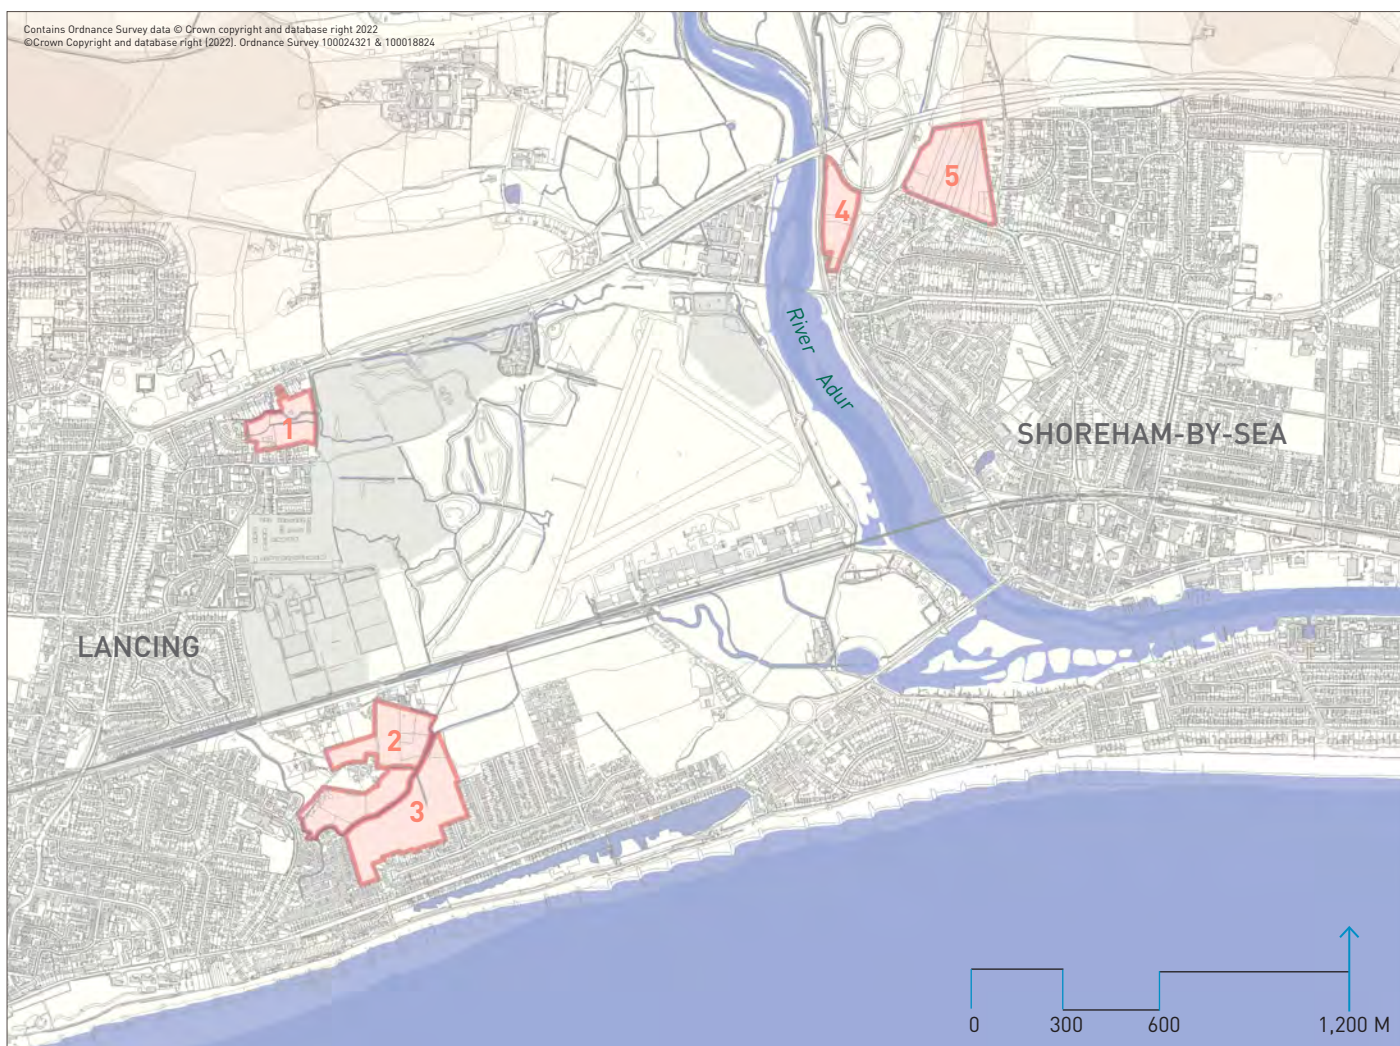 Contains Ordnance Survey data © Crown copyright and database right 2022
©Crown Copyright and database right (2022). Ordnance Survey 100024321 & 100018824
5
4
River Adur
1
SHOREHAM-BY-SEA
LANCING
2
3
0 300 600 1,200 M